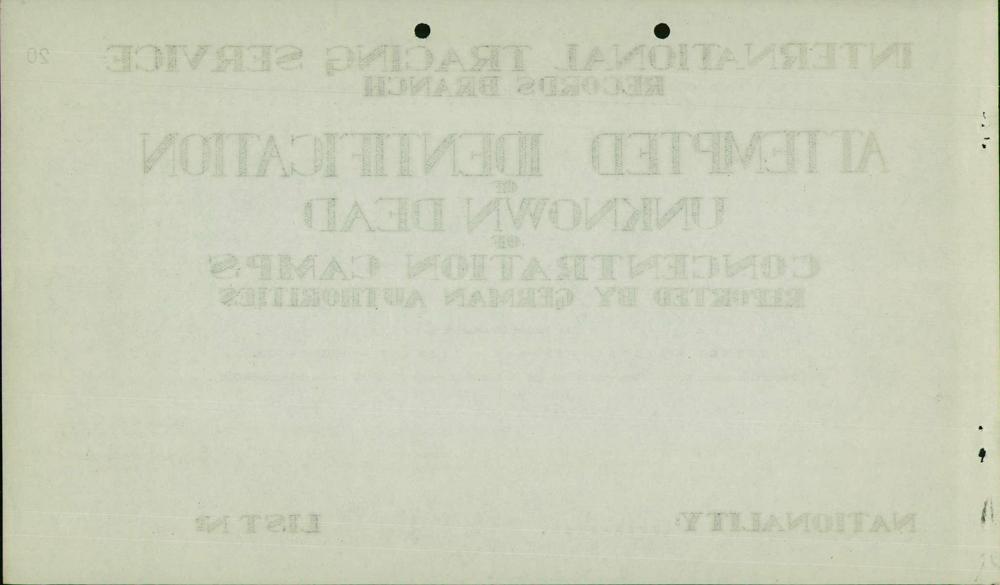 20
INTERNATIONAL TRACING SERVICE
RECORDS BRANCH
ATTEMPTED IDENTIFICATION
OF
UNKNOWN DEAD
OF
CONCENTRATION CAMPS
REPORTED BY GERMAN AUTHORITIES
NATIONALITY: LIST Nº